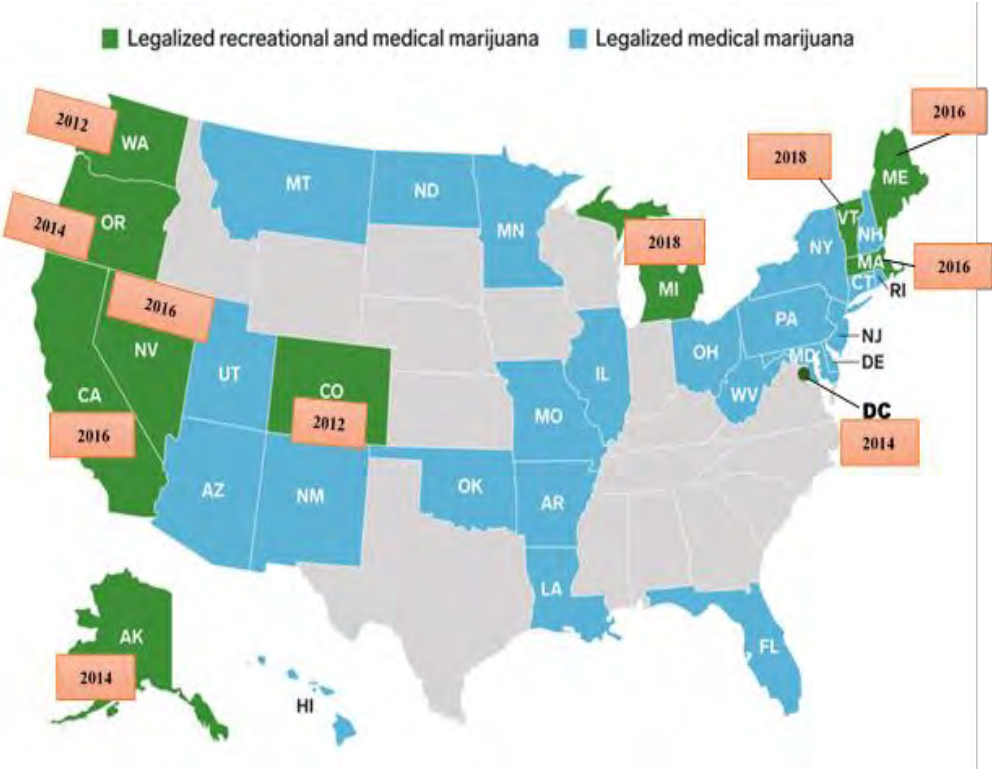 Legalized recreational and medical marijuana Legalized medical marijuana
2012
WA
MT
ND
MN
2016
2018
ME
VT
NH
2014
OR
2018
NY
MA
2016
CT
RI
MI
2016
NV
UT
CO
2012
CA
2016
IL
OH
PA
NJ
MD
DE
WV
DC
2014
MO
AZ
NM
OK
AR
LA
FL
AK
2014
HI